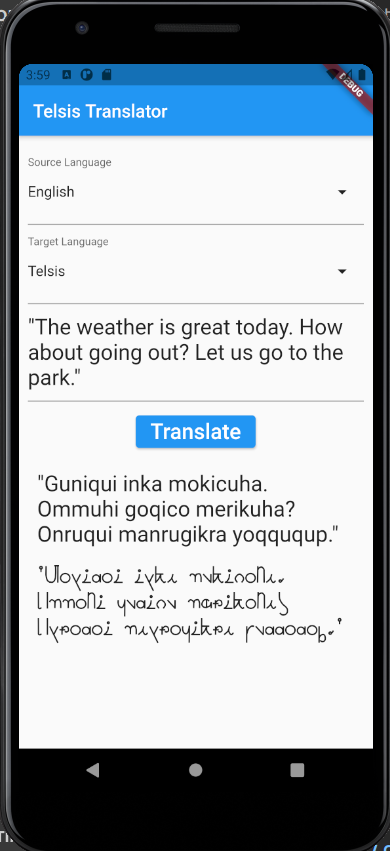 3:59
DEBUG
Telsis Translator
Source Language
English
Target Language
Telsis
"The weather is great today. How
about going out? Let us go to the
park."
Translate
"Guniqui inka mokicuha.
Ommuhi goqico merikuha?
Onruqui manrugikra yoqququp."